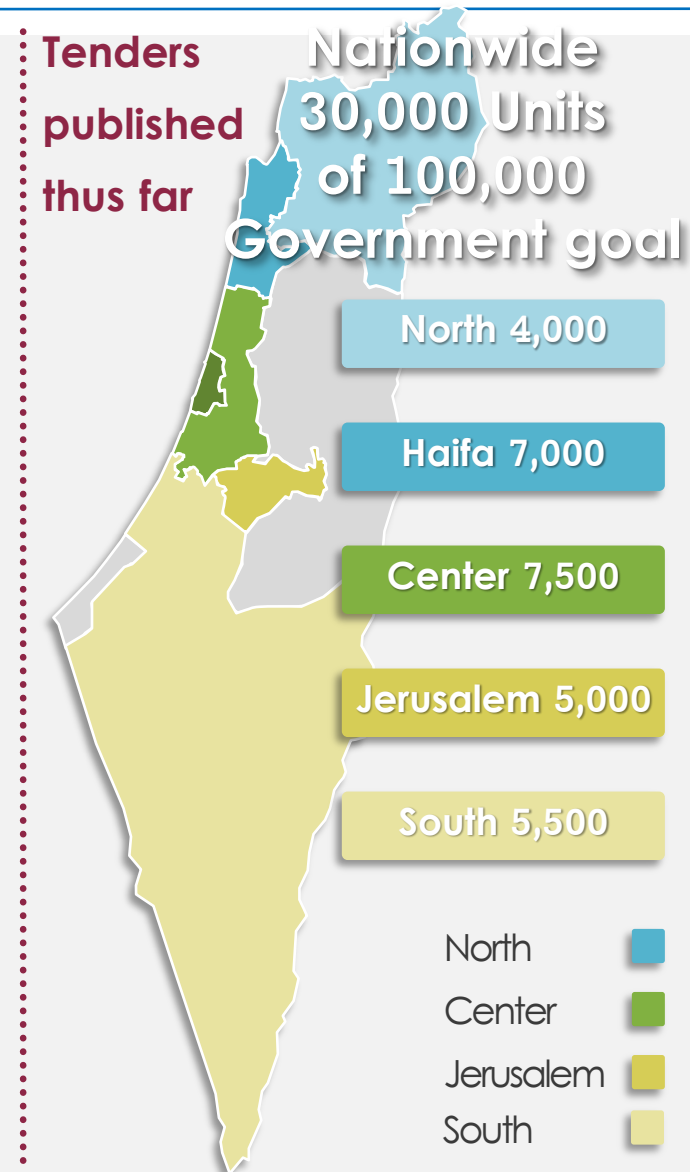 Tenders
published
thus far
Nationwide
30,000 Units
of 100,000
Government goal
North 4,000
Haifa 7,000
Center 7,500
Jerusalem 5,000
South 5,500
North
Center
Jerusalem
South